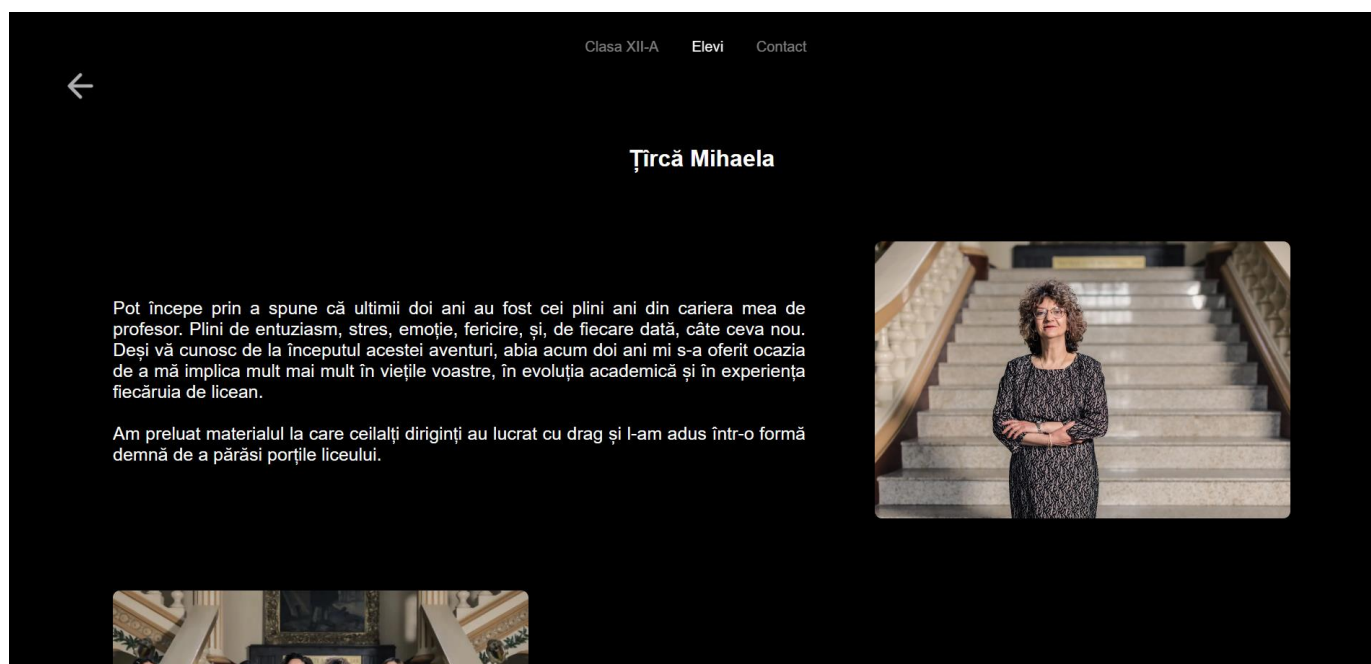 Clasa XII-A Elevi Contact
Țîrcă Mihaela
Pot începe prin a spune că ultimii doi ani au fost cei plini ani din cariera mea de
profesor. Plini de entuziasm, stres, emoție, fericire, și, de fiecare dată, câte ceva nou.
Deși vă cunosc de la începutul acestei aventuri, abia acum doi ani mi s-a oferit ocazia
de a mă implica mult mai mult în viețile voastre, în evoluția academică și în experiența
fiecăruia de licean.
Am preluat materialul la care ceilalți diriginți au lucrat cu drag și l-am adus într-o formă
demnă de a părăsi porțile liceului.